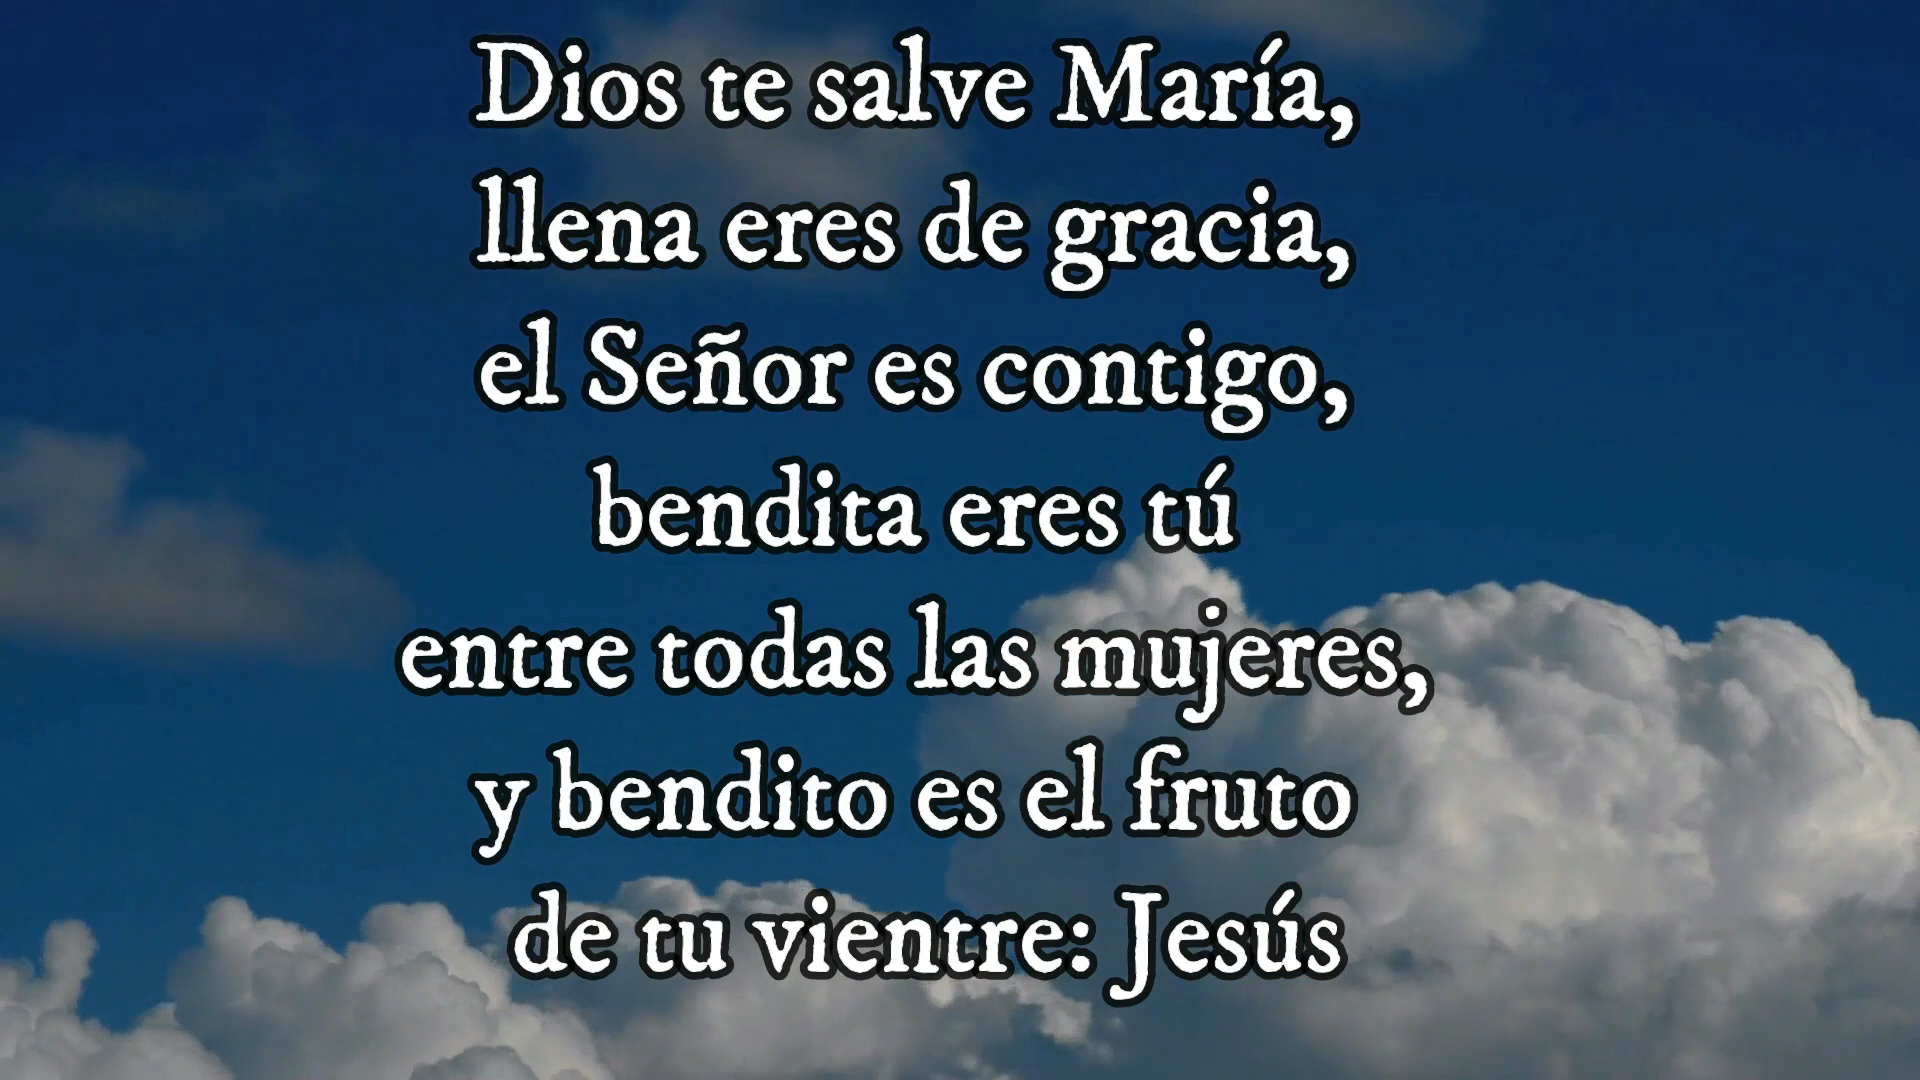 Dios te salve María,
llena eres de gracia,
el Señor es contigo,
bendita eres tú
entre todas las mujeres,
y bendito es el fruto
de tu vientre: Jesús